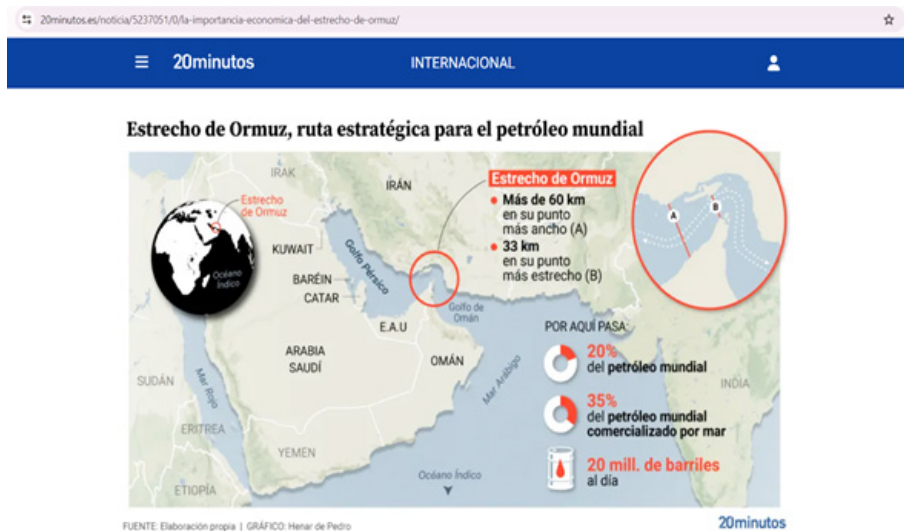 20minutos.es/noticia/5237051/0/la-importancia-economica-del-estrecho-de-ormuz/
20minutos
INTERNACIONAL
Estrecho de Ormuz, ruta estratégica para el petróleo mundial
IRAK
IRÁN
Estrecho
de Ormuz
KUWAIT
Golfo Pérsico
BARÉIN
CATAR
Océano
Índico
E.A.U
Golfo de
Omán
ARABIA
SAUDÍ
OMÁN
Mar Arábigo
SUDÁN
Mar Rojo
ERITREA
YEMEN
ETIOPÍA
Océano Índico
INDIA
Estrecho de Ormuz
Más de 60 km
en su punto
más ancho (A)
33 km
en su punto
más estrecho (B)
A
B
POR AQUÍ PASA:
20%
del petróleo mundial
35%
del petróleo mundial
comercializado por mar
20 mill. de barriles
al día
FUENTE: Elaboración propia | GRÁFICO: Henar de Pedro
20minutos